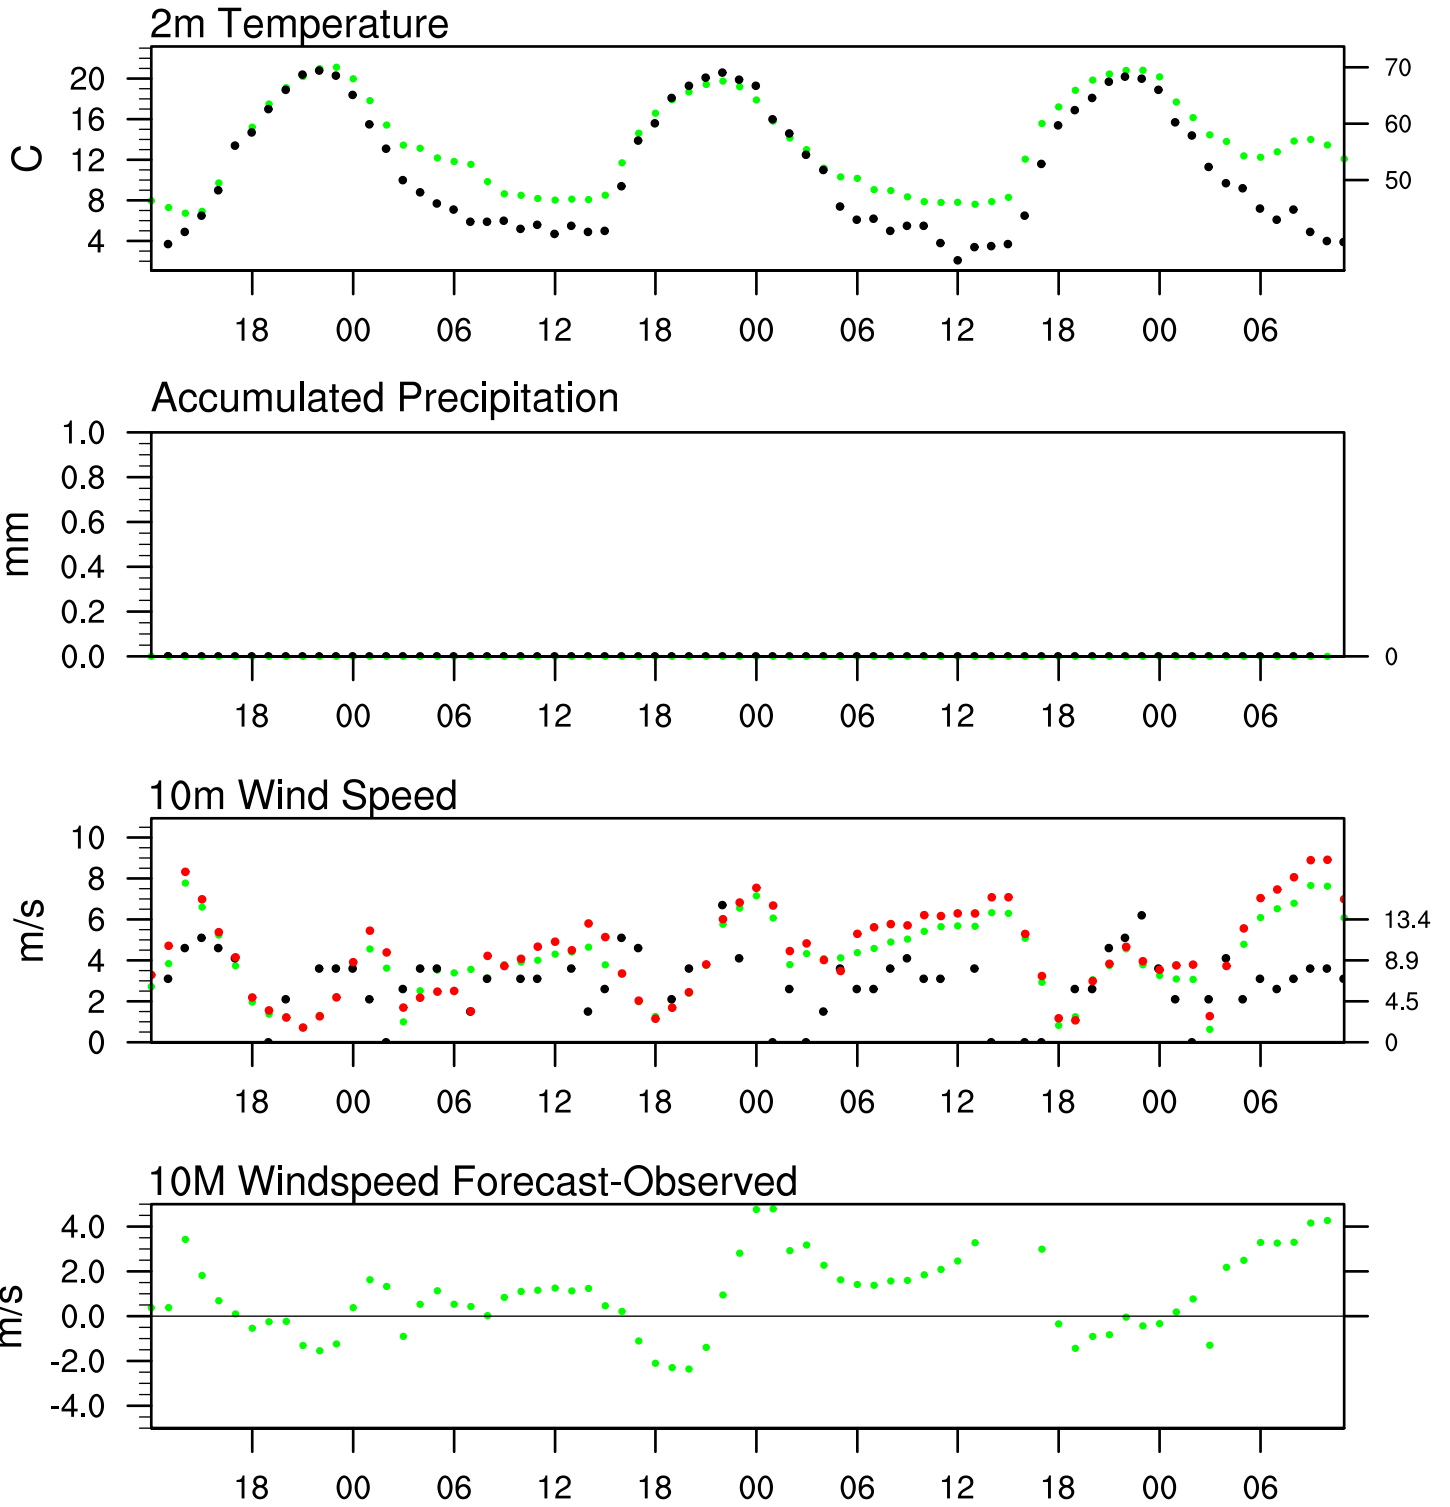 2m Temperature
20
16
12
8
4
C
70
60
50
18 00 06 12 18 00 06 12 18 00 06
Accumulated Precipitation
1.0
0.8
0.6
0.4
0.2
0.0
mm
0
18 00 06 12 18 00 06 12 18 00 06
10m Wind Speed
10
8
6
4
2
0
m/s
13.4
8.9
4.5
0
18 00 06 12 18 00 06 12 18 00 06
10M Windspeed Forecast-Observed
4.0
2.0
0.0
-2.0
-4.0
m/s
18 00 06 12 18 00 06 12 18 00 06